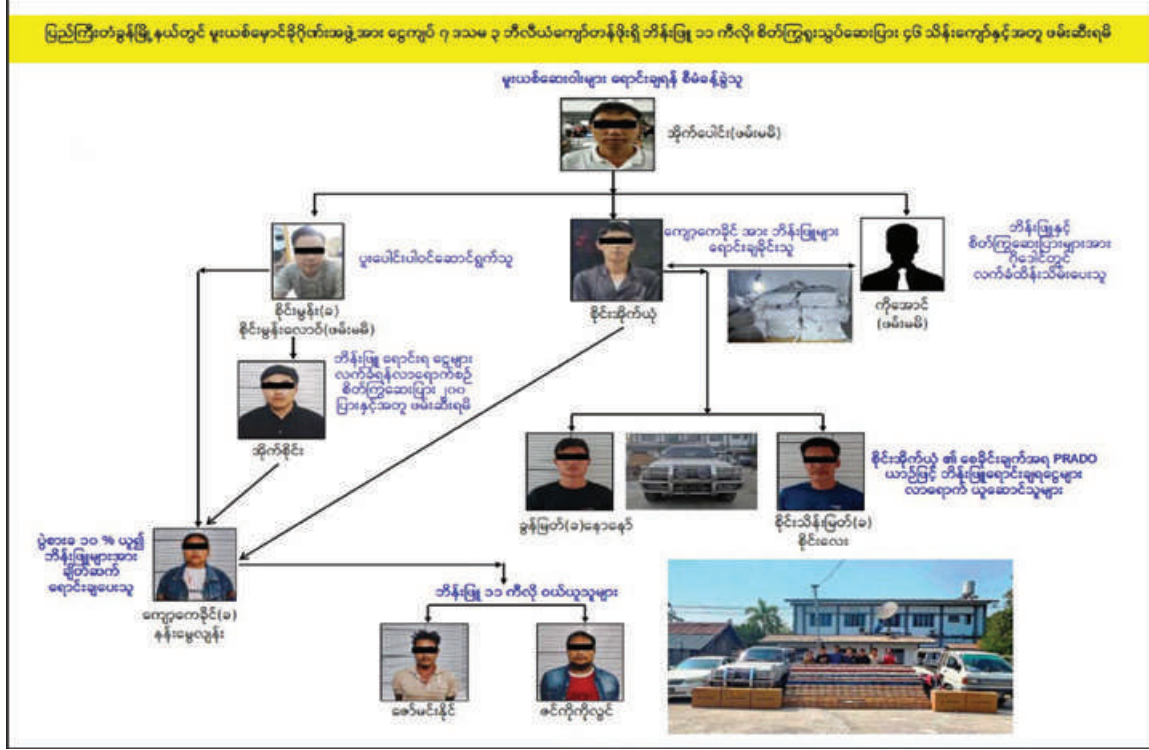 ပြည်ကြီးတံခွန်မြို့နယ်တွင် မူးယစ်မှောင်ခိုဂိုဏ်းအဖွဲ့အား ငွေကျပ် ၇ ဒသမ ၃ ဘီလီယံကျော်တန်ဖိုးရှိ ဘိန်းဖြူ ၁၁ ကီလို၊ စိတ်ကြွရူးသွပ်ဆေးပြား ၄၆ သိန်းကျော်နှင့်အတူ ဖမ်းဆီးရမိ
မူးယစ်ဆေးဝါးများ ရောင်းချရန် စီမံခန့်ခွဲသူ
အိုက်ပေါင်း(ဖမ်းမမိ)
ပူးပေါင်းပါဝင်ဆောင်ရွက်သူ
စိုင်းမွန်း(ခ)
စိုင်းမွန်းလောဝ်(ဖမ်းမမိ)
ကျော့ကေခိုင် အား ဘိန်းဖြူများ
ရောင်းချခိုင်းသူ
စိုင်းအိုက်ယုံ
ဘိန်းဖြူနှင့်
စိတ်ကြွဆေးပြားများအား
ဂိုဒေါင်တွင်
လက်ခံထိန်းသိမ်းပေးသူ
ကိုအောင်
(ဖမ်းမမိ)
ဘိန်းဖြူ ရောင်းရ ငွေများ
လက်ခံရန်လာရောက်စဉ်
စိတ်ကြွဆေးပြား ၂၀၀
ပြားနှင့်အတူ ဖမ်းဆီးရမိ
အိုက်စိုင်း
ခွန်မြတ်(ခ)နောနော်
စိုင်းသိန်းမြတ်(ခ)
စိုင်းလေး
စိုင်းအိုက်ယုံ ၏ စေခိုင်းချက်အရ PRADO
ယာဉ်ဖြင့် ဘိန်းဖြူရောင်းချရငွေများ
လာရောက် ယူဆောင်သူများ
ပွဲစားခ ၁၀ % ယူ၍
ဘိန်းဖြူများအား
ချိတ်ဆက်
ရောင်းချပေးသူ
ကျော့ကေခိုင်(ခ)
နန်းမွေလျန်း
ဘိန်းဖြူ ၁၁ ကီလို ဝယ်ယူသူများ
ဇော်မင်းနိုင်
ဇင်ကိုကိုလွင်